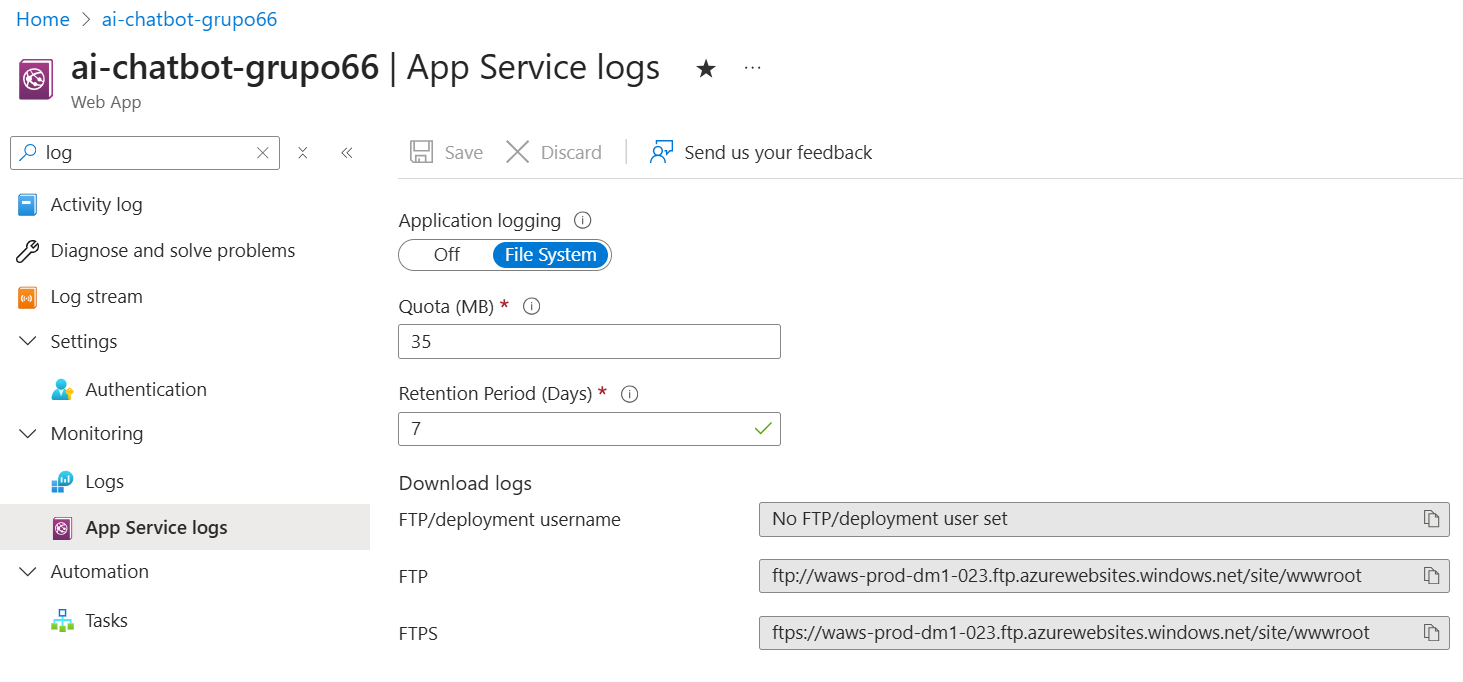 Home > ai-chatbot-grupo66
ai-chatbot-grupo66 | App Service logs ★ ...
Web App
log
Activity log
Diagnose and solve problems
Log stream
Settings
Authentication
Monitoring
Logs
App Service logs
Automation
Tasks
Save Discard | Send us your feedback
Application logging
Off File System
Quota (MB) *
35
Retention Period (Days) *
7
Download logs
FTP/deployment username No FTP/deployment user set
FTP ftp://waws-prod-dm1-023.ftp.azurewebsites.windows.net/site/wwwroot
FTPS ftps://waws-prod-dm1-023.ftp.azurewebsites.windows.net/site/wwwroot